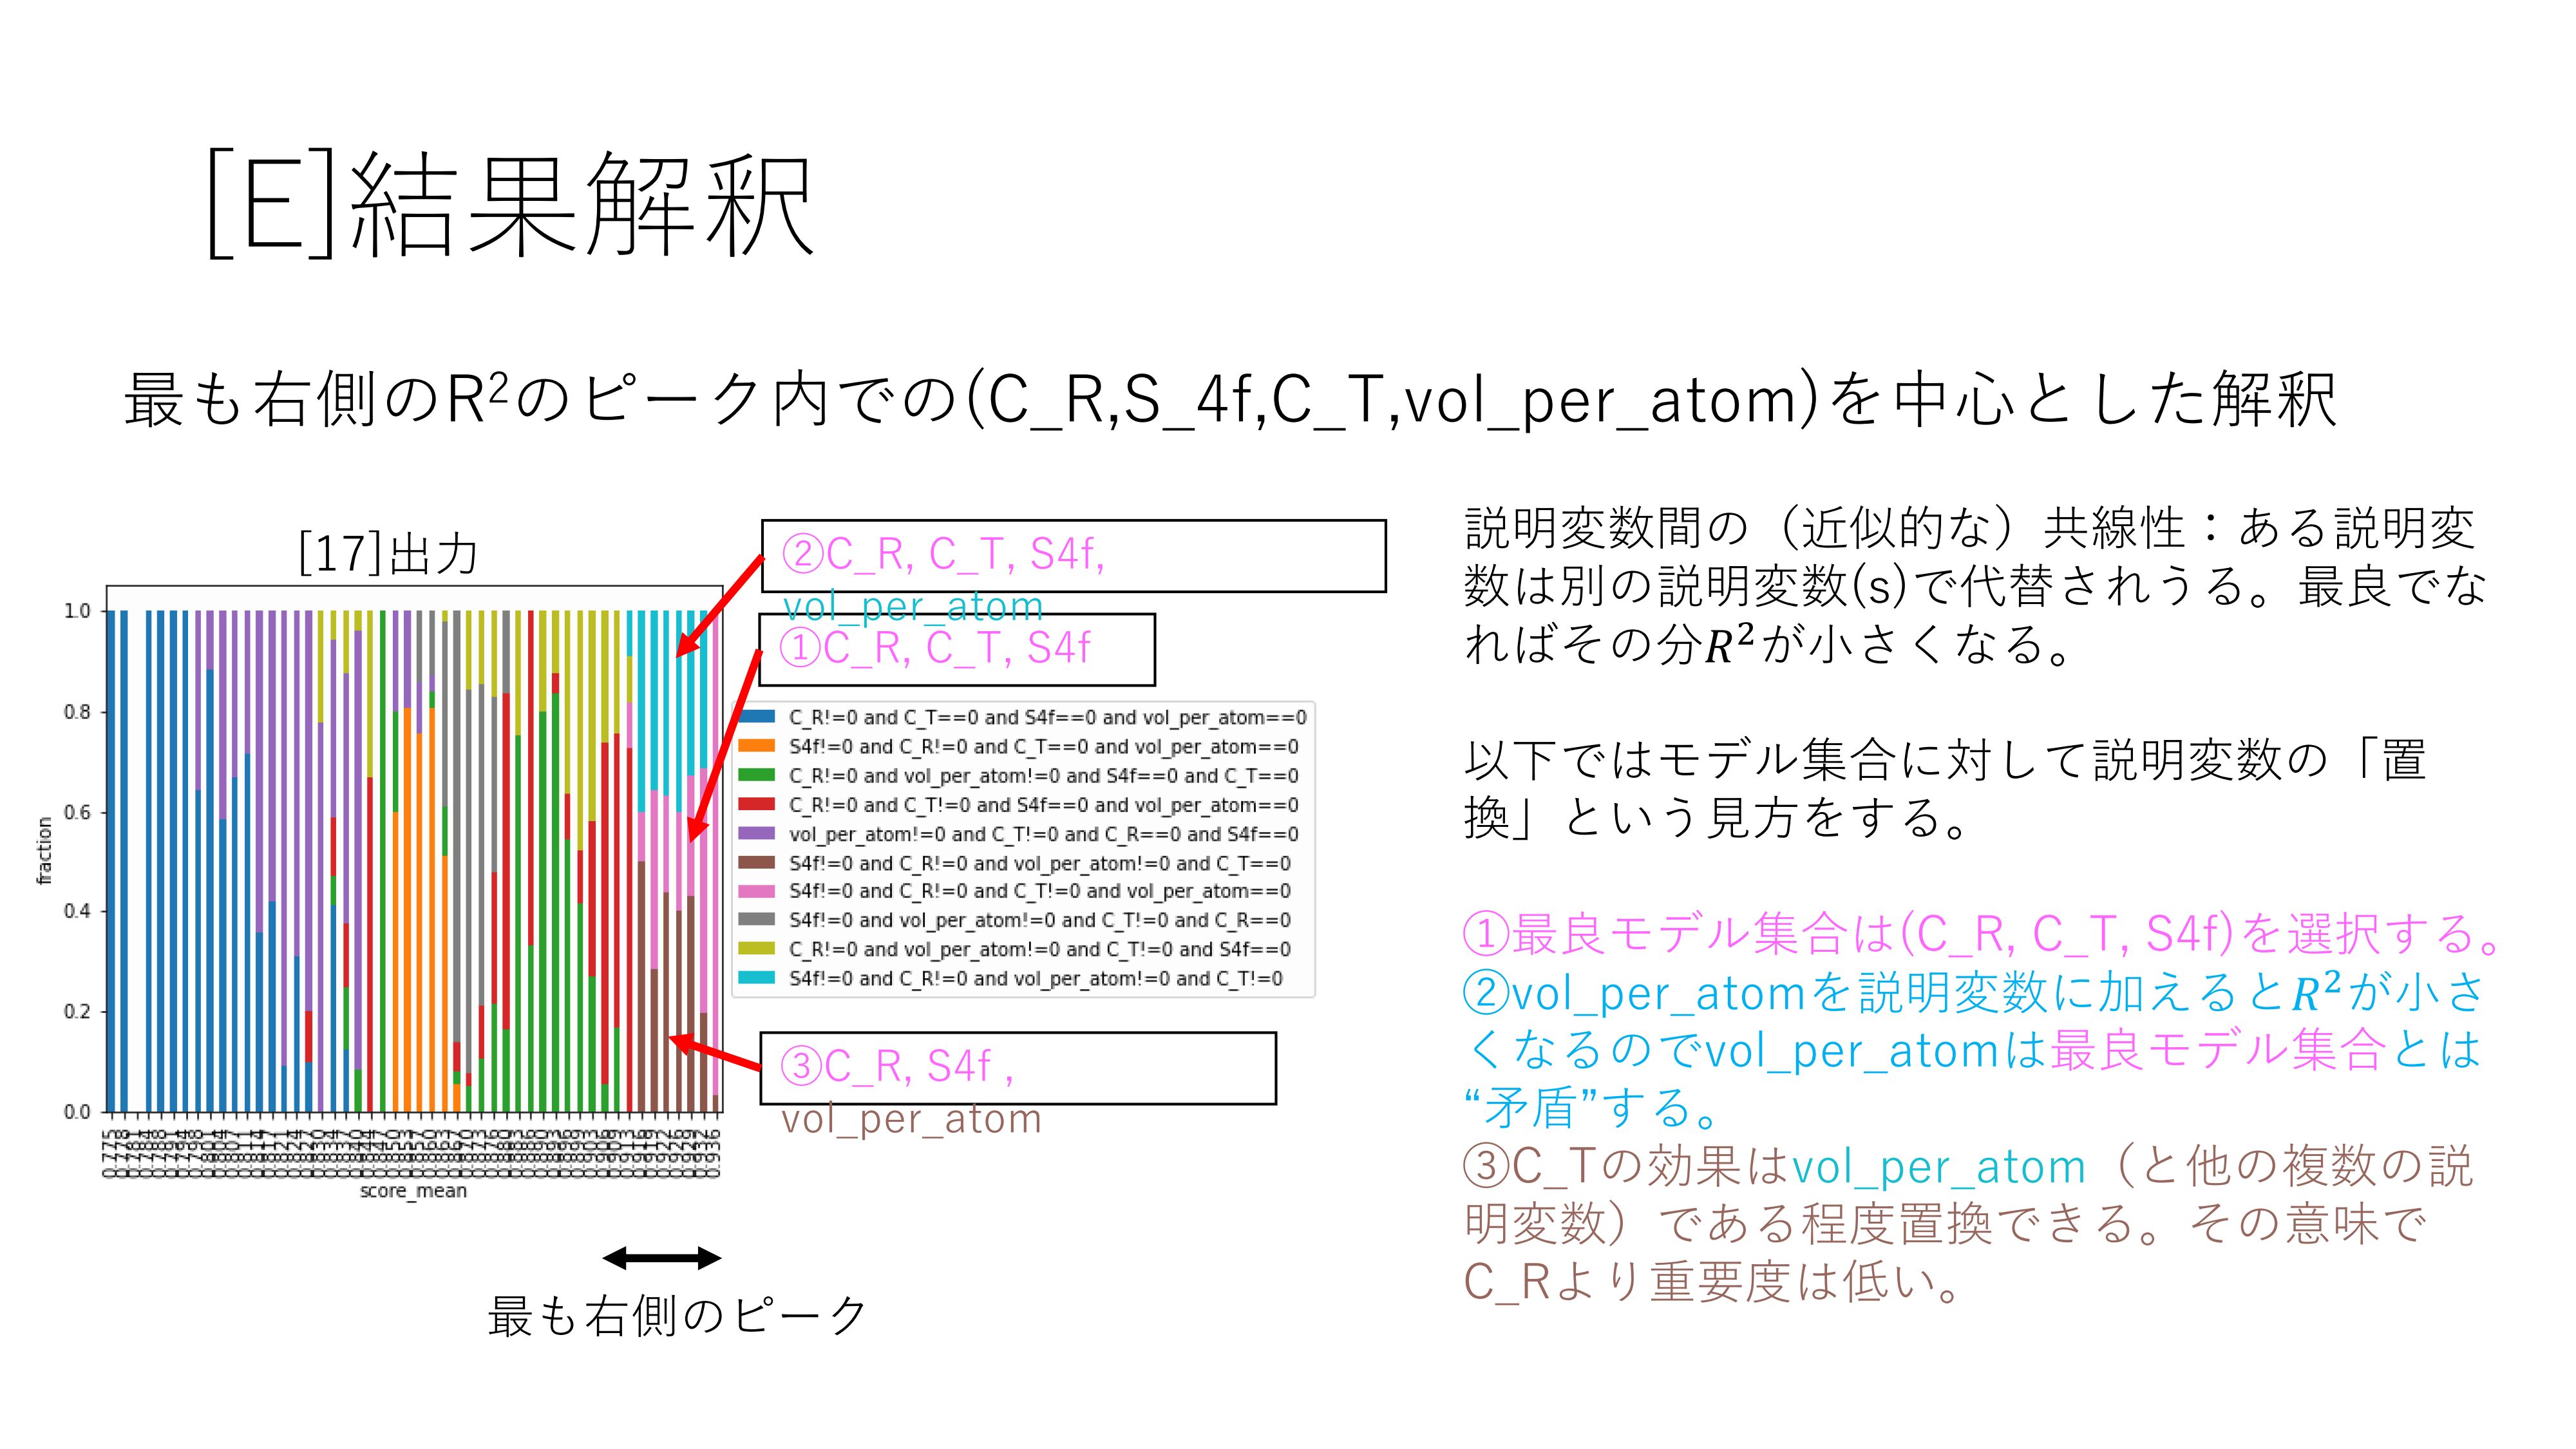 [E]結果解釈
最も右側のR²のピーク内での(C_R,S_4f,C_T,vol_per_atom)を中心とした解釈
[17]出力
②C_R, C_T, S4f,
vol_per_atom
①C_R, C_T, S4f
1.0
0.8
0.6
0.4
0.2
0.0
fraction
C_R!=0 and C_T==0 and S4f==0 and vol_per_atom==0
S4f!=0 and C_R!=0 and C_T==0 and vol_per_atom==0
C_R!=0 and vol_per_atom!=0 and S4f==0 and C_T==0
C_R!=0 and C_T!=0 and S4f==0 and vol_per_atom==0
vol_per_atom!=0 and C_T!=0 and C_R==0 and S4f==0
S4f!=0 and C_R!=0 and vol_per_atom!=0 and C_T==0
S4f!=0 and C_R!=0 and C_T!=0 and vol_per_atom==0
S4f!=0 and vol_per_atom!=0 and C_T!=0 and C_R==0
C_R!=0 and vol_per_atom!=0 and C_T!=0 and S4f==0
S4f!=0 and C_R!=0 and vol_per_atom!=0 and C_T!=0
③C_R, S4f ,
vol_per_atom
0.775
0.936
score_mean
最も右側のピーク
説明変数間の（近似的な）共線性：ある説明変
数は別の説明変数(s)で代替されうる。最良でな
ければその分R²が小さくなる。
以下ではモデル集合に対して説明変数の「置
換」という見方をする。
①最良モデル集合は(C_R, C_T, S4f)を選択する。
②vol_per_atomを説明変数に加えるとR²が小さ
くなるのでvol_per_atomは最良モデル集合とは
“矛盾”する。
③C_Tの効果はvol_per_atom（と他の複数の説
明変数）である程度置換できる。その意味で
C_Rより重要度は低い。